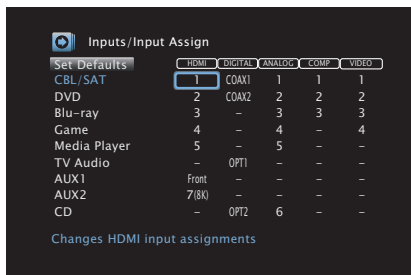 Inputs/Input Assign
Set Defaults HDMI DIGITAL ANALOG COMP VIDEO
CBL/SAT 1 COAX1 1 1 1
DVD 2 COAX2 2 2 2
Blu-ray 3 – 3 3 3
Game 4 – 4 – 4
Media Player 5 – 5 – –
TV Audio – OPT1 – – –
AUX1 Front – – – –
AUX2 7(8K) – – – –
CD – OPT2 6 – –
Changes HDMI input assignments